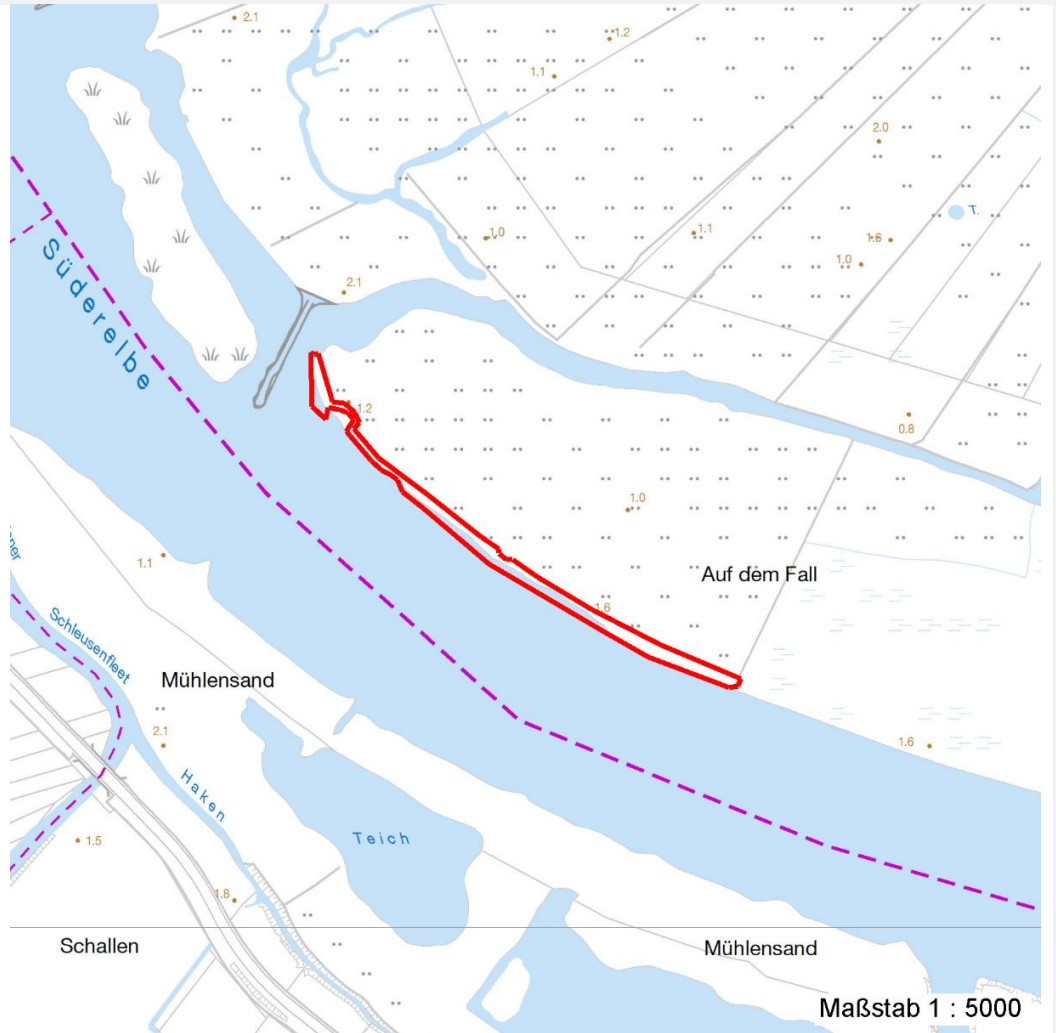 2.1
1.2
1.1
2.0
T.
1.0
1.1
1.6
1.0
Süderelbe
2.1
1.2
0.8
1.0
1.1
Auf dem Fall
1.6
Schleusenfleet
Mühlensand
2.1
1.6
Haken
Teich
1.5
1.8
Schallen
Mühlensand
Maßstab 1 : 5000